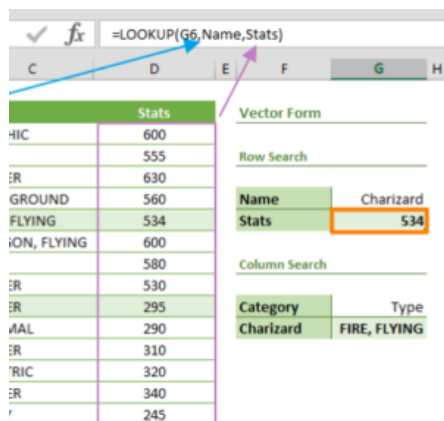 fx =LOOKUP(G6,Name,Stats)
C D E F G H
Stats Vector Form
HIC 600
555 Row Search
ER 630
GROUND 560 Name Charizard
FLYING 534 Stats 534
SON, FLYING 600
580 Column Search
ER 530
ER 295 Category Type
MAL 290 Charizard FIRE, FLYING
ER 310
TRIC 320
ER 340
245